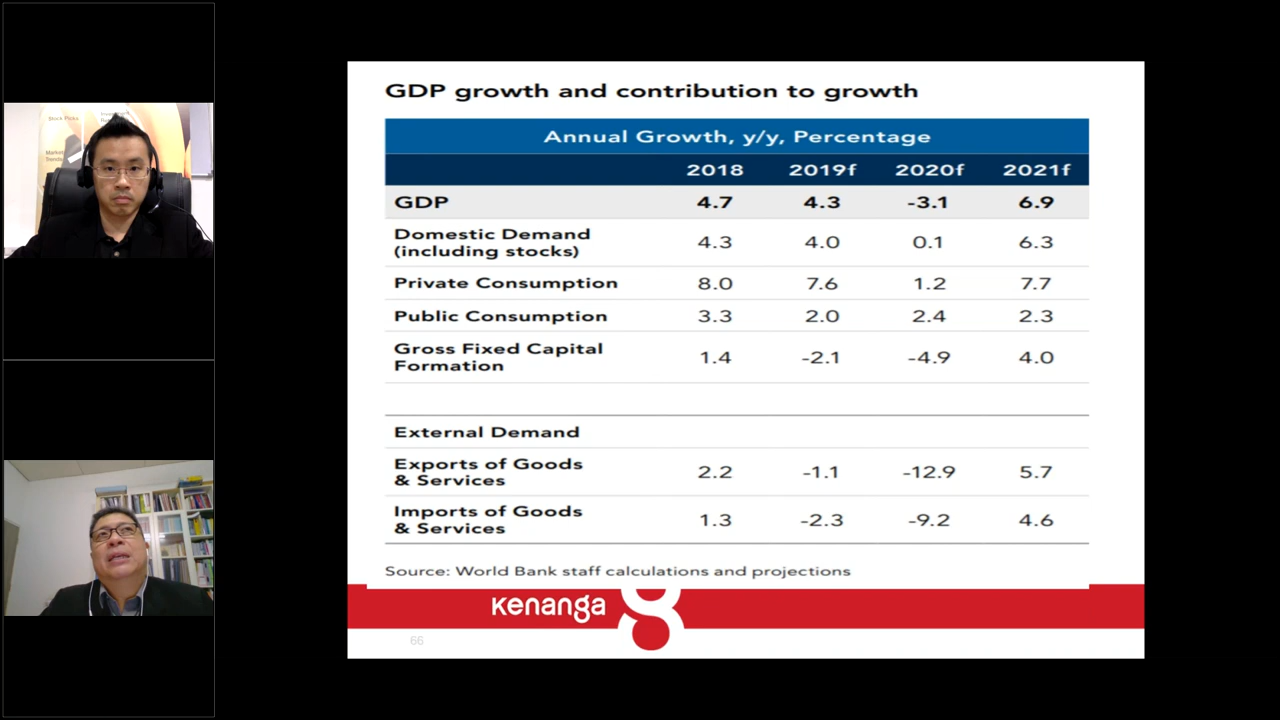 Stock Picks
Market
Trends
GDP growth and contribution to growth
Annual Growth, y/y, Percentage
2018 2019f 2020f 2021f
GDP 4.7 4.3 -3.1 6.9
Domestic Demand
(including stocks) 4.3 4.0 0.1 6.3
Private Consumption 8.0 7.6 1.2 7.7
Public Consumption 3.3 2.0 2.4 2.3
Gross Fixed Capital
Formation 1.4 -2.1 -4.9 4.0
External Demand
Exports of Goods
& Services 2.2 -1.1 -12.9 5.7
Imports of Goods
& Services 1.3 -2.3 -9.2 4.6
Source: World Bank staff calculations and projections
kenanga
66